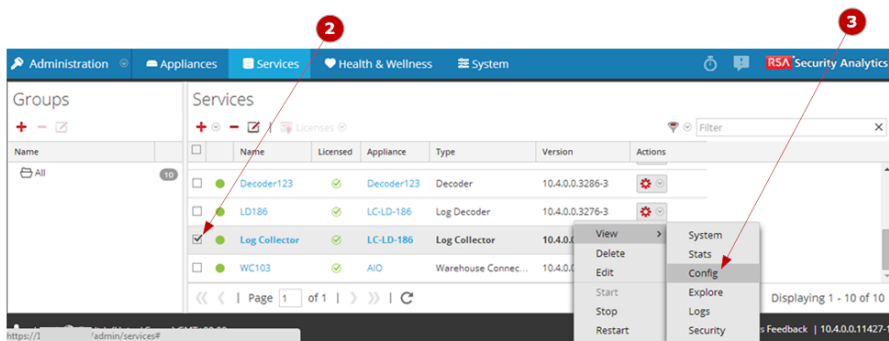 2
3
Administration Appliances Services Health & Wellness System RSA Security Analytics
Groups
Services
Licenses
Filter
Name
Name Licensed Appliance Type Version Actions
All 10
Decoder123 Decoder123 Decoder 10.4.0.0.3286-3
LD186 LC-LD-186 Log Decoder 10.4.0.0.3276-3
Log Collector LC-LD-186 Log Collector 10.4.0.
WC103 AIO Warehouse Connec... 10.4.0.
View
Delete
Edit
Start
Stop
Restart
System
Stats
Config
Explore
Logs
Security
Page 1 of 1
Displaying 1 - 10 of 10
Feedback | 10.4.0.0.11427-1
https://1 /admin/services#